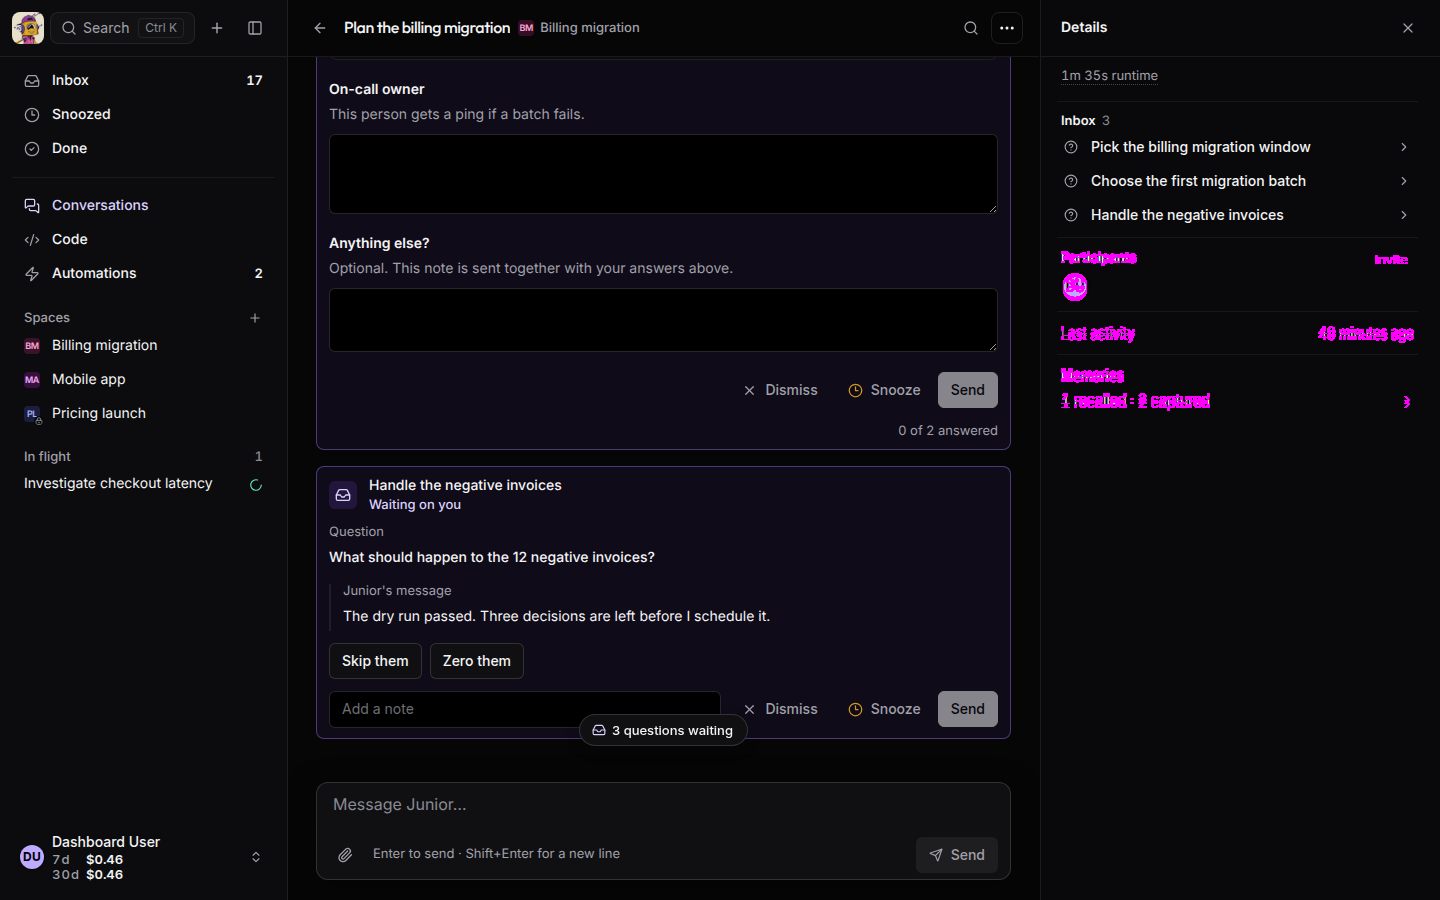 Search Ctrl K
Inbox 17
Snoozed
Done
Conversations
Code
Automations 2
Spaces
BM Billing migration
MA Mobile app
PL Pricing launch
In flight 1
Investigate checkout latency
DU Dashboard User
7d $0.46
30d $0.46
Plan the billing migration BM Billing migration
On-call owner
This person gets a ping if a batch fails.
Anything else?
Optional. This note is sent together with your answers above.
Dismiss Snooze Send
0 of 2 answered
Handle the negative invoices
Waiting on you
Question
What should happen to the 12 negative invoices?
Junior's message
The dry run passed. Three decisions are left before I schedule it.
Skip them Zero them
Add a note Dismiss Snooze Send
3 questions waiting
Message Junior...
Enter to send · Shift+Enter for a new line Send
Details
1m 35s runtime
Inbox 3
Pick the billing migration window
Choose the first migration batch
Handle the negative invoices
Participants Invite
Last activity minutes ago
Memories
recalled captured